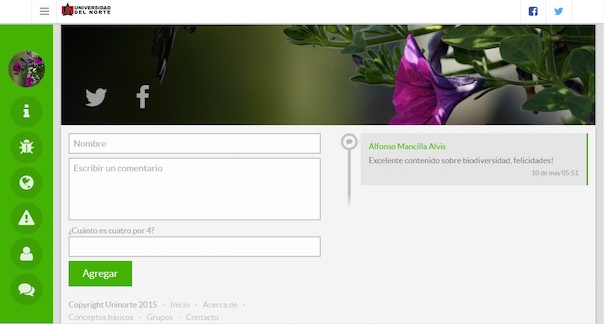 UNIVERSIDAD
DEL NORTE
Nombre
Escribir un comentario
¿Cuánto es cuatro por 4?
Agregar
Alfonso Mancilla Alvis
Excelente contenido sobre biodiversidad, felicidades!
10 de may 05:51
Copyright Uninorte 2015 · Inicio · Acerca de ·
Conceptos básicos · Grupos · Contacto